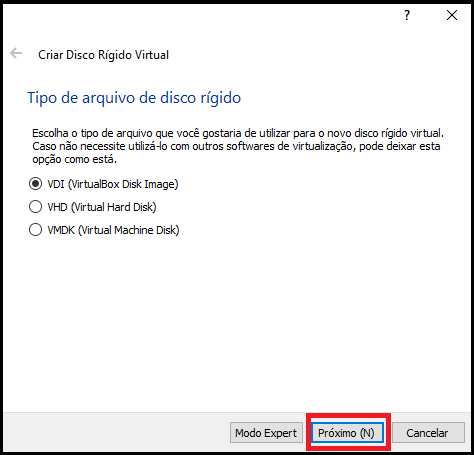 ?
Criar Disco Rígido Virtual
Tipo de arquivo de disco rígido
Escolha o tipo de arquivo que você gostaria de utilizar para o novo disco rígido virtual.
Caso não necessite utilizá-lo com outros softwares de virtualização, pode deixar esta
opção como está.
VDI (VirtualBox Disk Image)
VHD (Virtual Hard Disk)
VMDK (Virtual Machine Disk)
Modo Expert Próximo (N) Cancelar